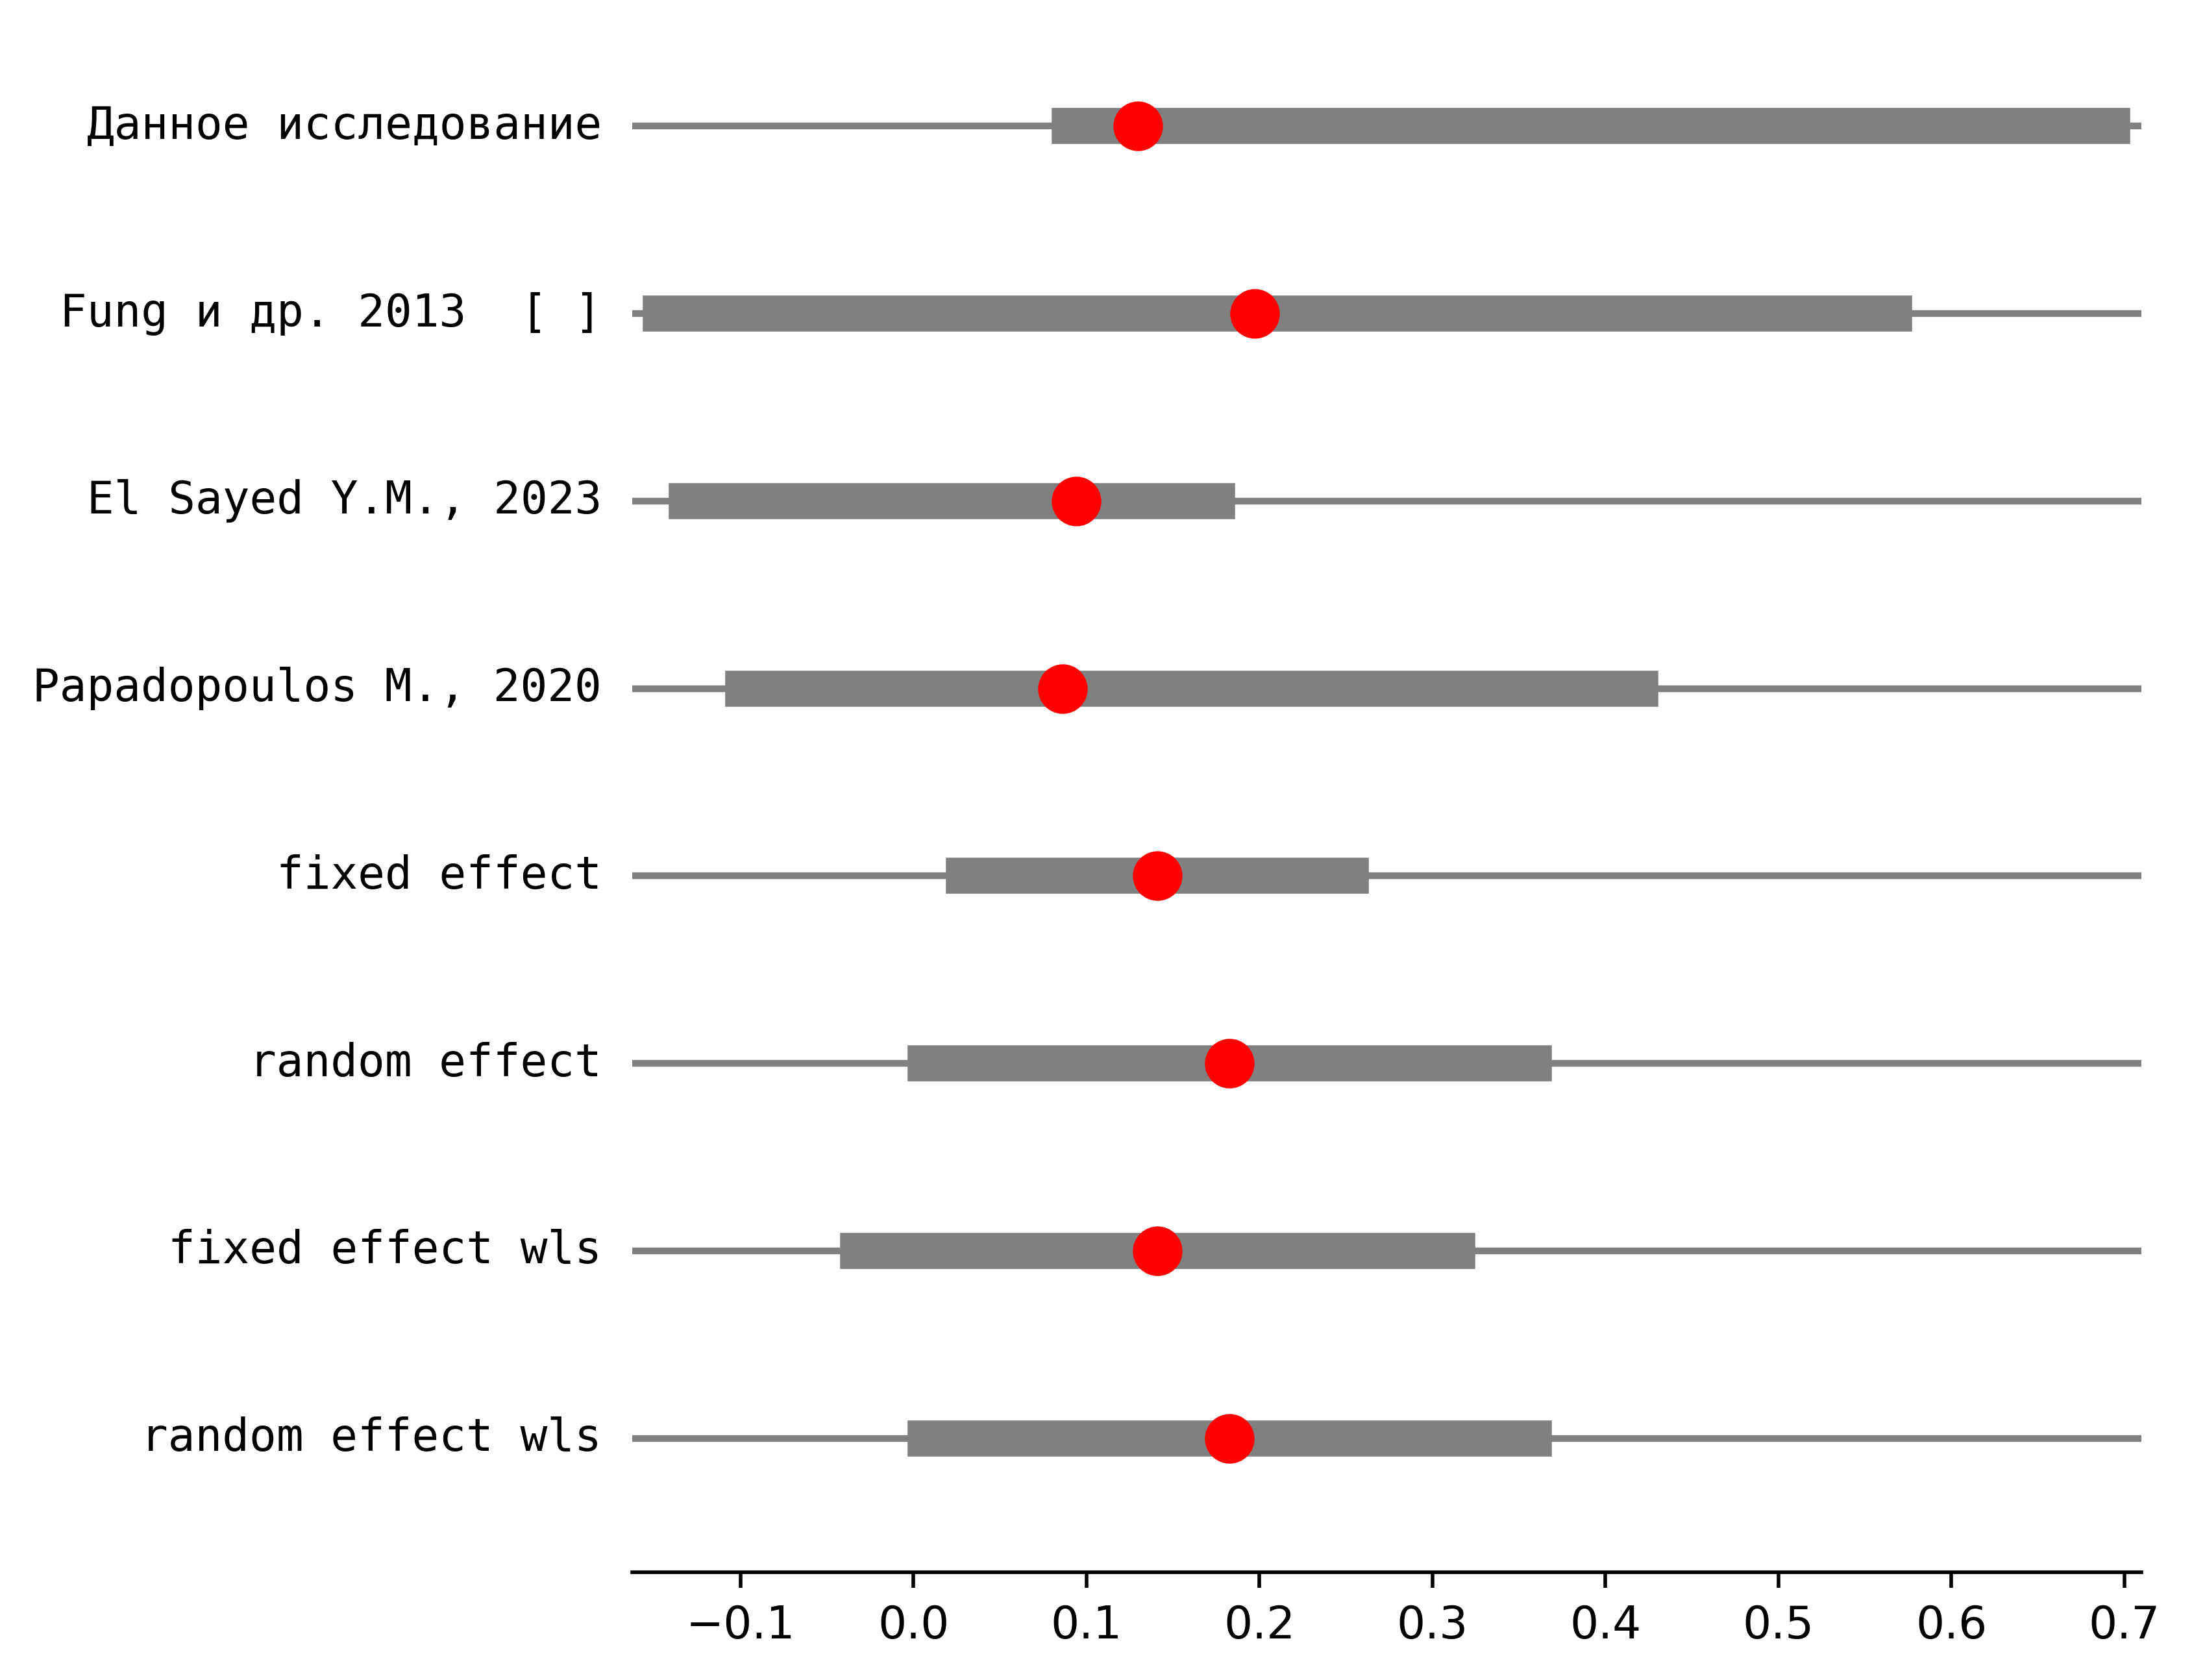 Данное исследование
Fung и др. 2013  [ ]
El Sayed Y.M., 2023
Papadopoulos M., 2020
fixed effect
random effect
fixed effect wls
random effect wls
−0.1 0.0 0.1 0.2 0.3 0.4 0.5 0.6 0.7